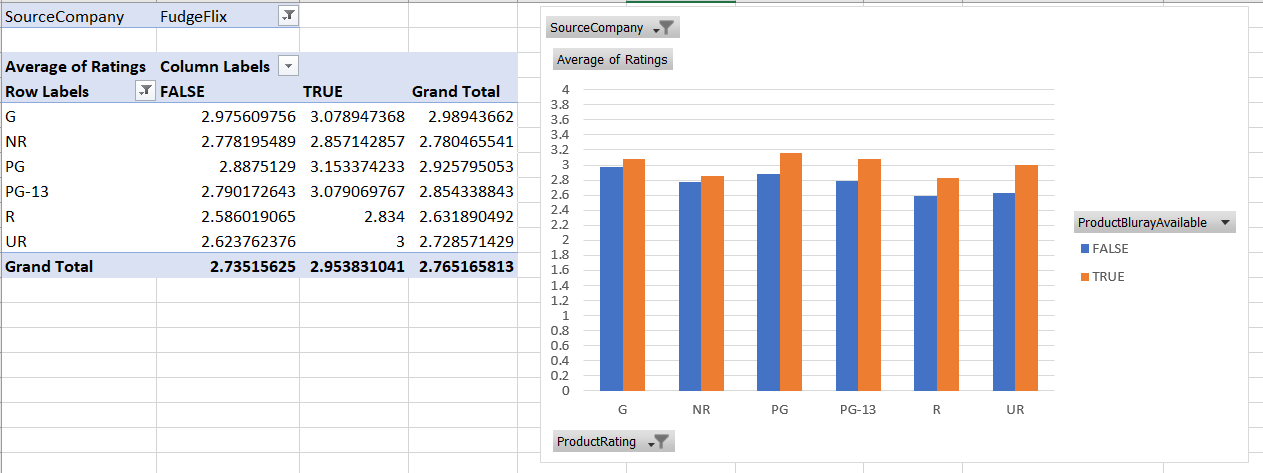 SourceCompany FudgeFlix
Average of Ratings Column Labels
Row Labels FALSE TRUE Grand Total
G 2.975609756 3.078947368 2.98943662
NR 2.778195489 2.857142857 2.780465541
PG 2.8875129 3.153374233 2.925795053
PG-13 2.790172643 3.079069767 2.854338843
R 2.586019065 2.834 2.631890492
UR 2.623762376 3 2.728571429
Grand Total 2.73515625 2.953831041 2.765165813
SourceCompany
Average of Ratings
4
3.8
3.6
3.4
3.2
3
2.8
2.6
2.4
2.2
2
1.8
1.6
1.4
1.2
1
0.8
0.6
0.4
0.2
0
G NR PG PG-13 R UR
ProductRating
ProductBlurayAvailable
FALSE
TRUE